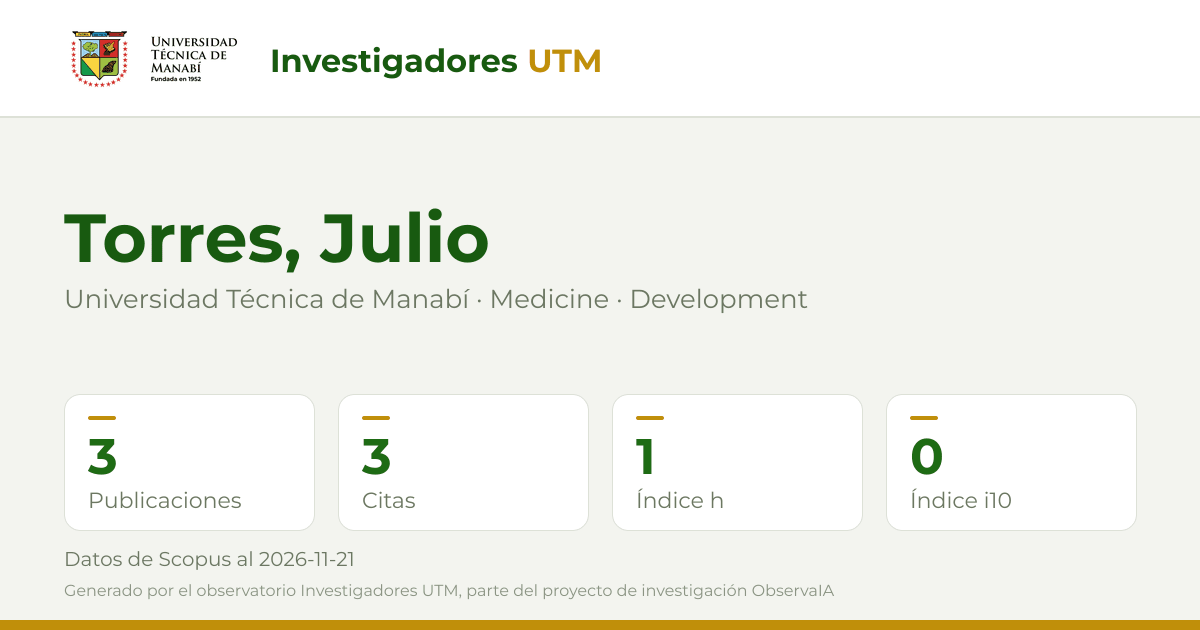 UNIVERSIDAD
TÉCNICA DE
MANABÍ
Fundada en 1952
Investigadores UTM
Torres, Julio
Universidad Técnica de Manabí · Medicine · Development
3
Publicaciones
3
Citas
1
Índice h
0
Índice i10
Datos de Scopus al 2026-11-21
Generado por el observatorio Investigadores UTM, parte del proyecto de investigación ObservaIA